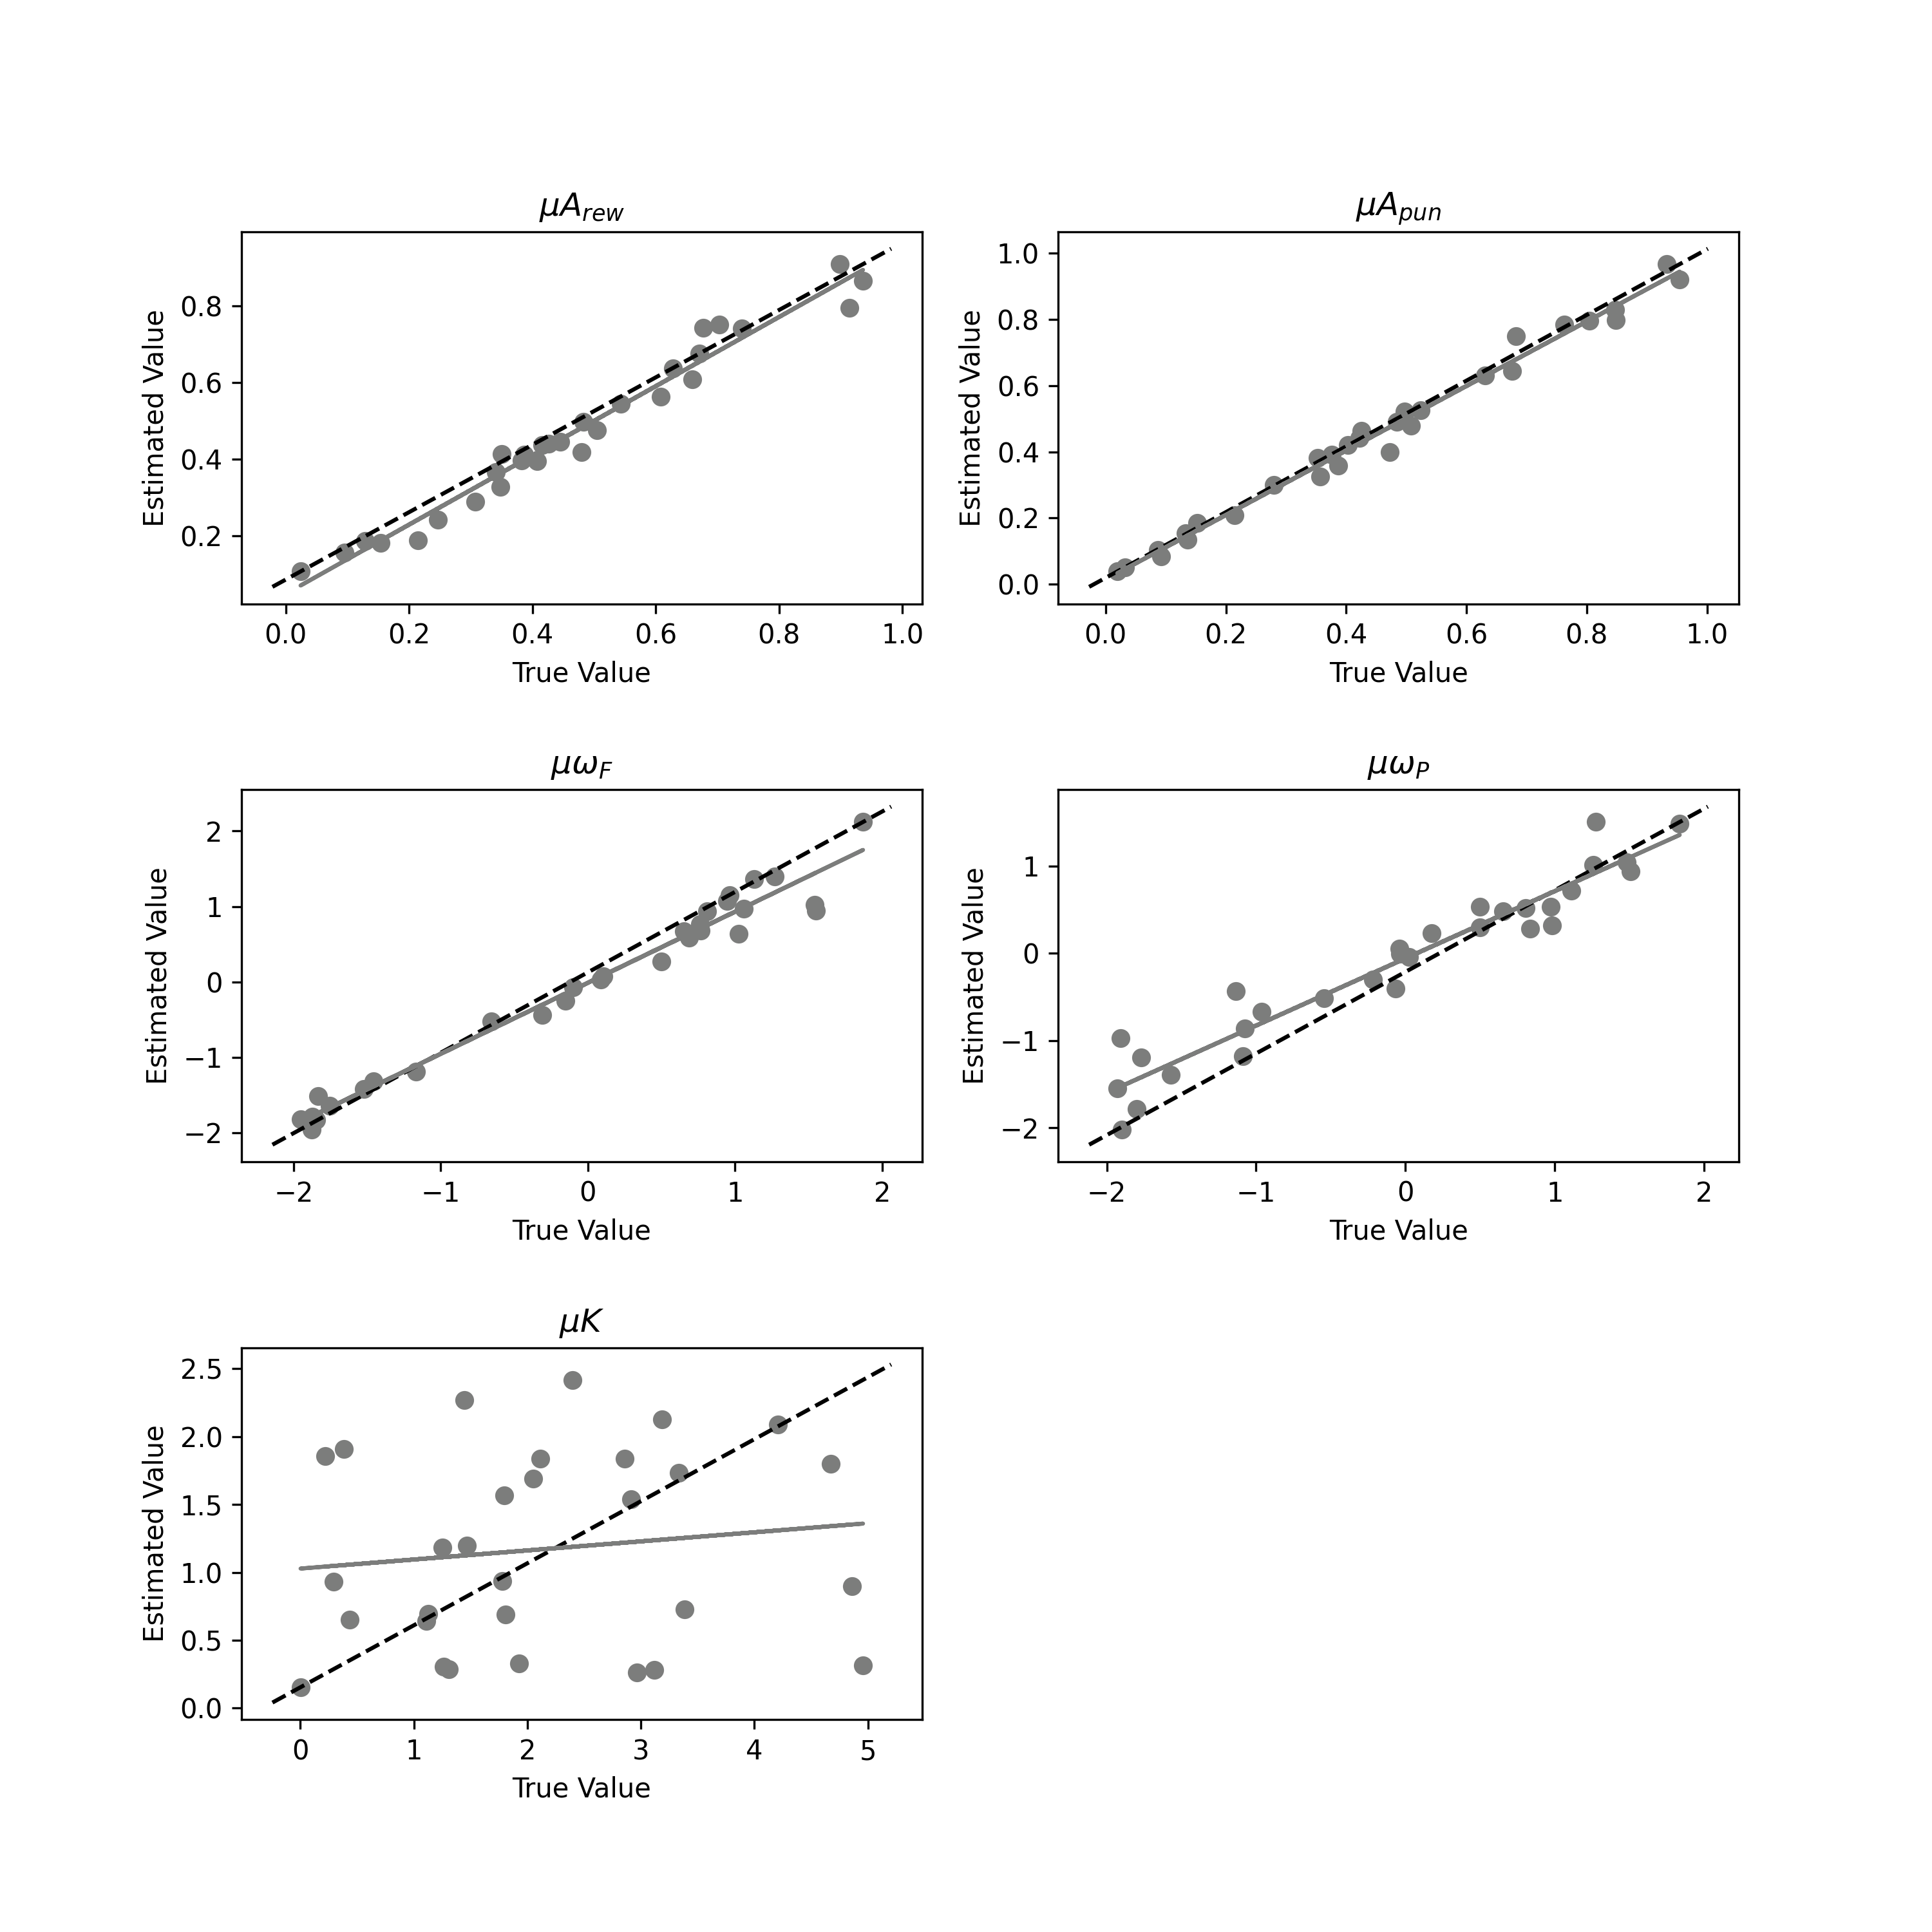 μA_rew
0.8
0.6
0.4
0.2
Estimated Value
0.0 0.2 0.4 0.6 0.8 1.0
True Value
μA_pun
1.0
0.8
0.6
0.4
0.2
0.0
Estimated Value
0.0 0.2 0.4 0.6 0.8 1.0
True Value
μω_F
2
1
0
−1
−2
Estimated Value
−2 −1 0 1 2
True Value
μω_P
1
0
−1
−2
Estimated Value
−2 −1 0 1 2
True Value
μK
2.5
2.0
1.5
1.0
0.5
0.0
Estimated Value
0 1 2 3 4 5
True Value